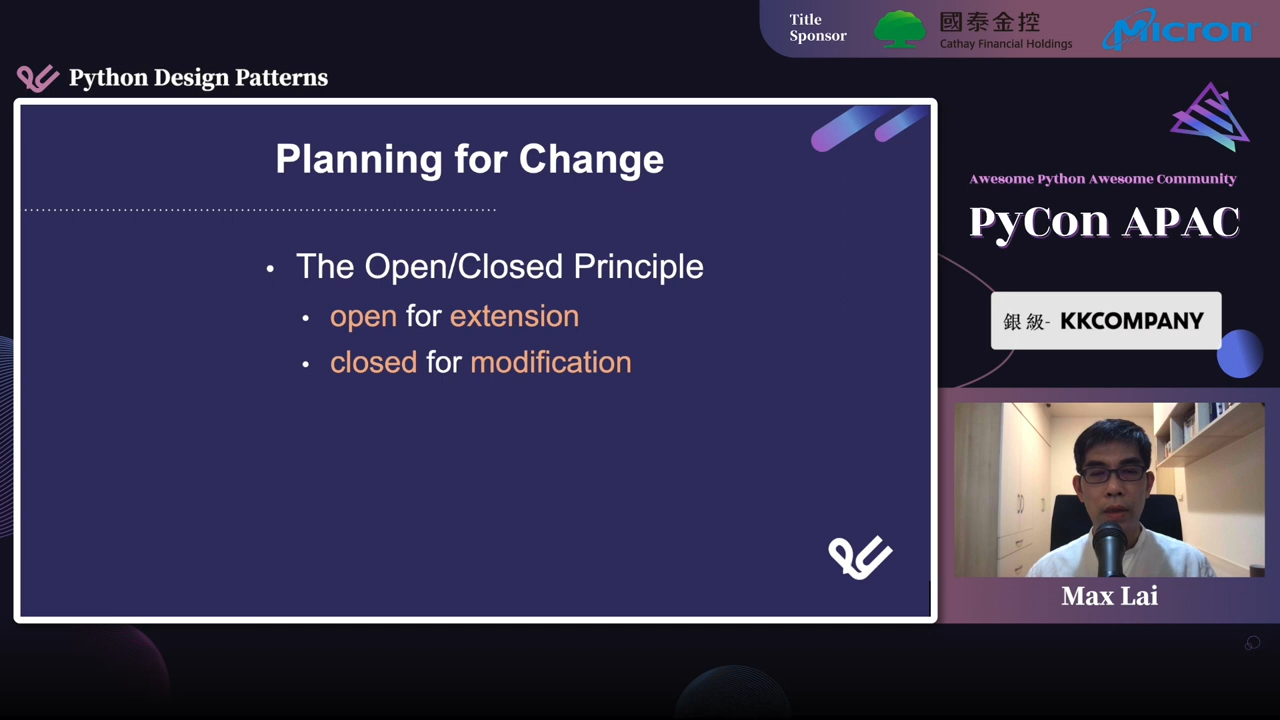 Title
Sponsor
國泰金控
Cathay Financial Holdings
Micron
Python Design Patterns
Planning for Change
The Open/Closed Principle
open for extension
closed for modification
Awesome Python Awesome Community
PyCon APAC
銀級- KKCOMPANY
Max Lai